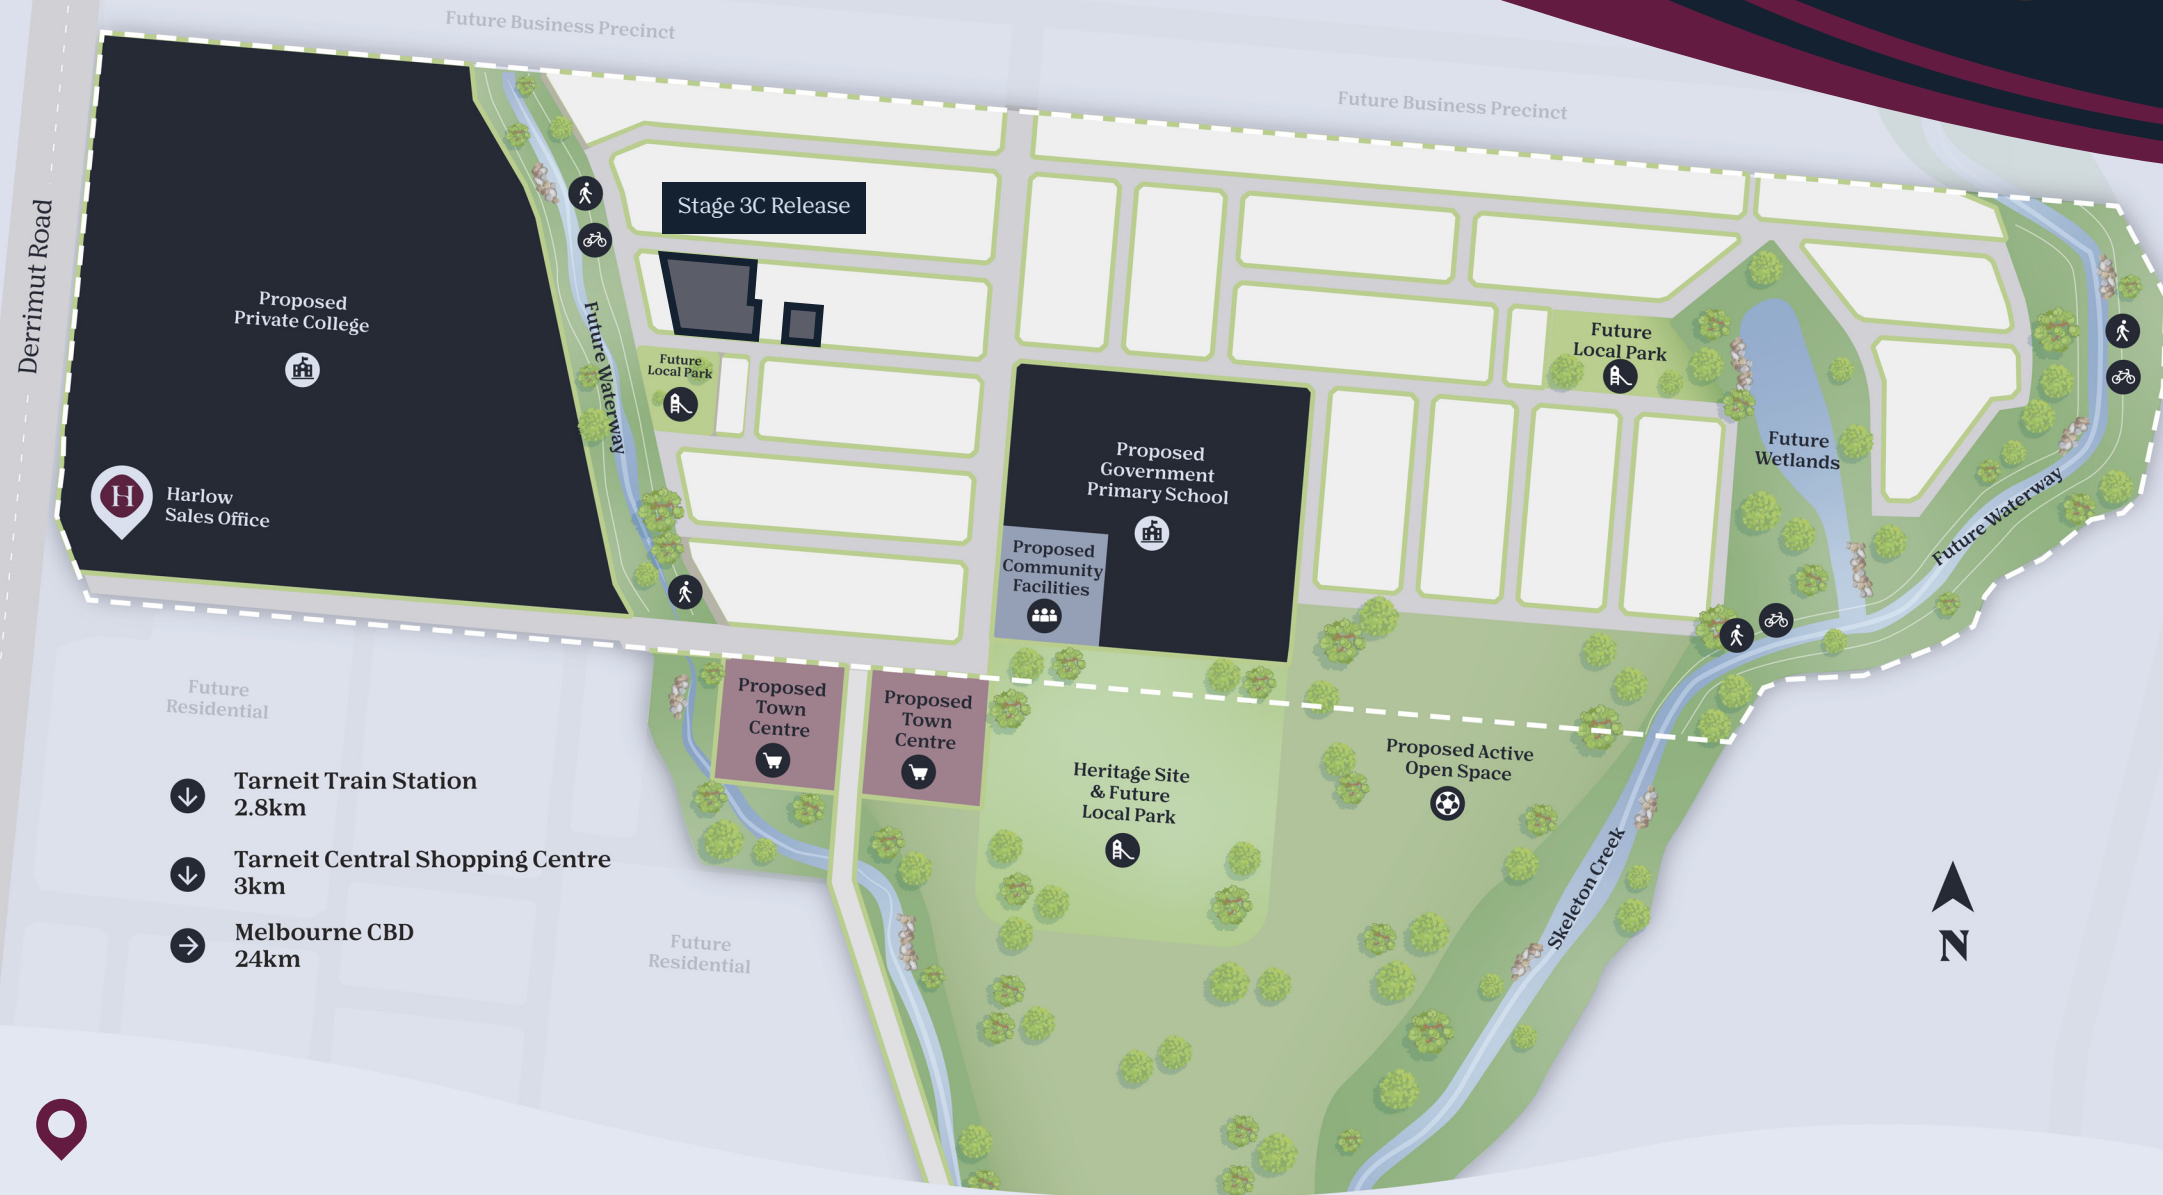 Future Business Precinct
Future Business Precinct
Derrimut Road
Stage 3C Release
Proposed
Private College
Future Waterway
Future
Local Park
Future
Local Park
Proposed
Government
Primary School
Future
Wetlands
H
Harlow
Sales Office
Proposed
Community
Facilities
Future Waterway
Future
Residential
Proposed
Town
Centre
Proposed
Town
Centre
Heritage Site
& Future
Local Park
Proposed Active
Open Space
Skeleton Creek
Tarneit Train Station
2.8km
Tarneit Central Shopping Centre
3km
Melbourne CBD
24km
Future
Residential
N